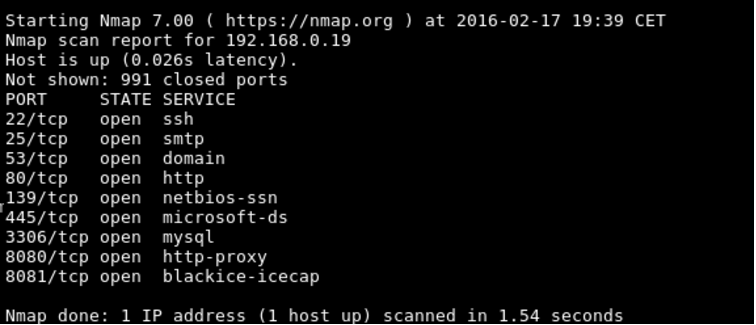 Starting Nmap 7.00 ( https://nmap.org ) at 2016-02-17 19:39 CET
Nmap scan report for 192.168.0.19
Host is up (0.026s latency).
Not shown: 991 closed ports
PORT     STATE SERVICE
22/tcp   open  ssh
25/tcp   open  smtp
53/tcp   open  domain
80/tcp   open  http
139/tcp  open  netbios-ssn
445/tcp  open  microsoft-ds
3306/tcp open  mysql
8080/tcp open  http-proxy
8081/tcp open  blackice-icecap
Nmap done: 1 IP address (1 host up) scanned in 1.54 seconds